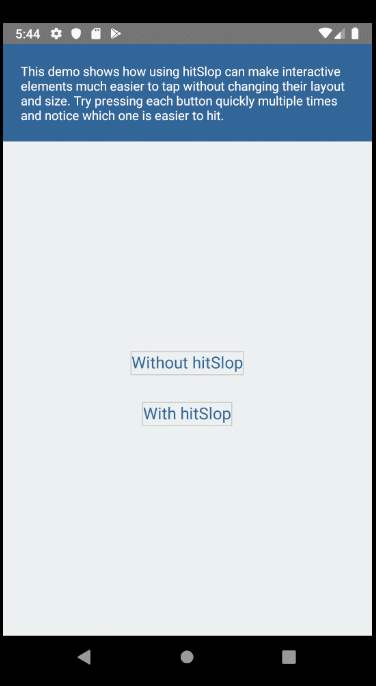 5:44
This demo shows how using hitSlop can make interactive
elements much easier to tap without changing their layout
and size. Try pressing each button quickly multiple times
and notice which one is easier to hit.
Without hitSlop
With hitSlop